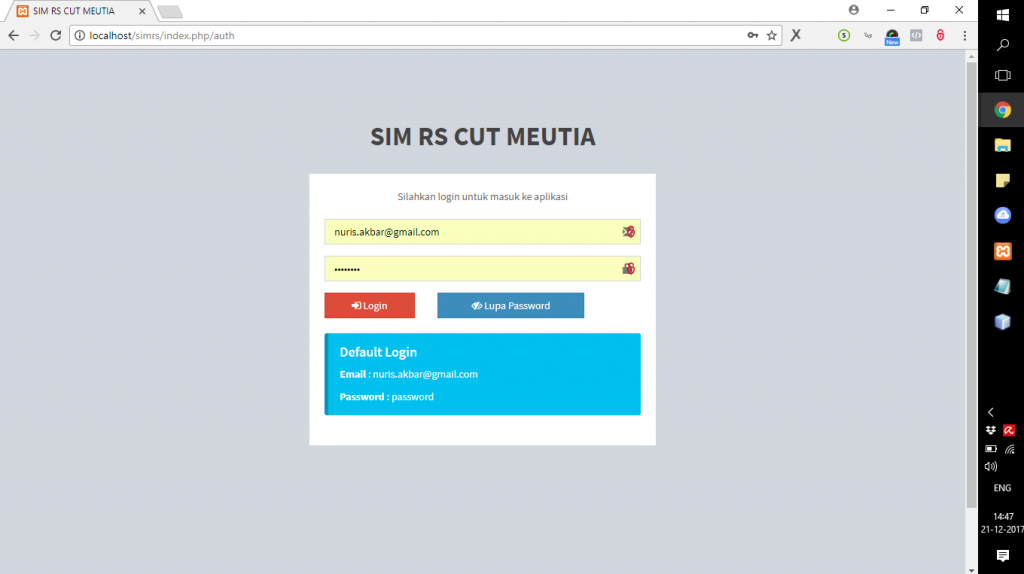 SIM RS CUT MEUTIA
localhost/simrs/index.php/auth
New
SIM RS CUT MEUTIA
Silahkan login untuk masuk ke aplikasi
nuris.akbar@gmail.com
••••••••
Login
Lupa Password
Default Login
Email : nuris.akbar@gmail.com
Password : password
ENG
14:47
21-12-2017